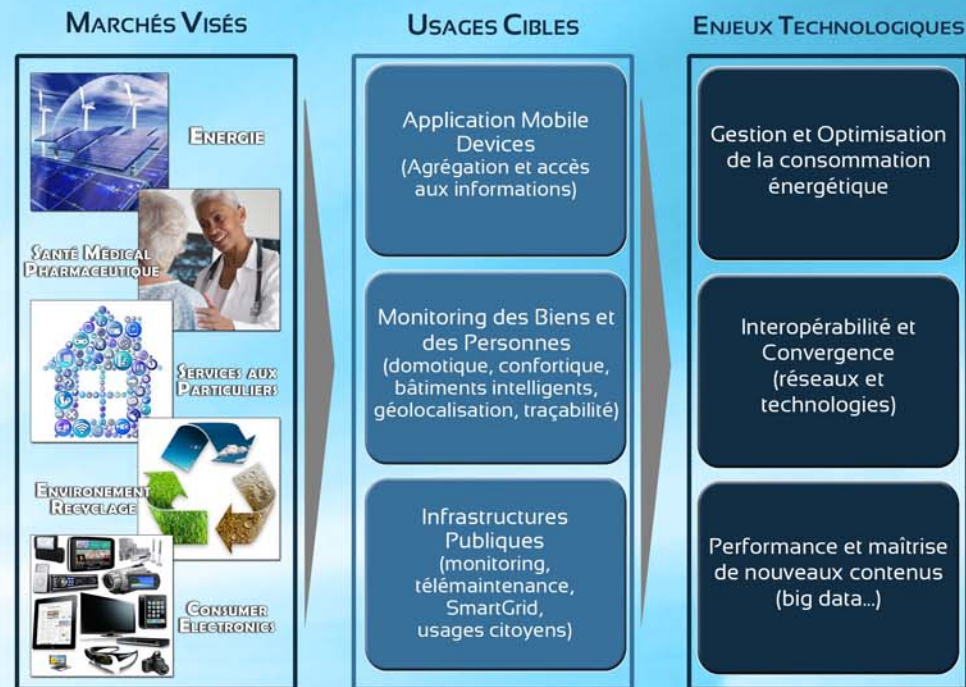 MARCHÉS VISÉS
ENERGIE
SANTÉ MÉDICAL
PHARMACEUTIQUE
SERVICES AUX
PARTICULIERS
ENVIRONEMENT
RECYCLAGE
CONSUMER
ELECTRONICS
USAGES CIBLES
Application Mobile
Devices
(Agrégation et accès
aux informations)
Monitoring des Biens et
des Personnes
(domotique, confortique,
bâtiments intelligents,
géolocalisation, traçabilité)
Infrastructures
Publiques
(monitoring,
télémaintenance,
SmartGrid,
usages citoyens)
ENJEUX TECHNOLOGIQUES
Gestion et Optimisation
de la consommation
énergétique
Interopérabilité et
Convergence
(réseaux et
technologies)
Performance et maîtrise
de nouveaux contenus
(big data...)